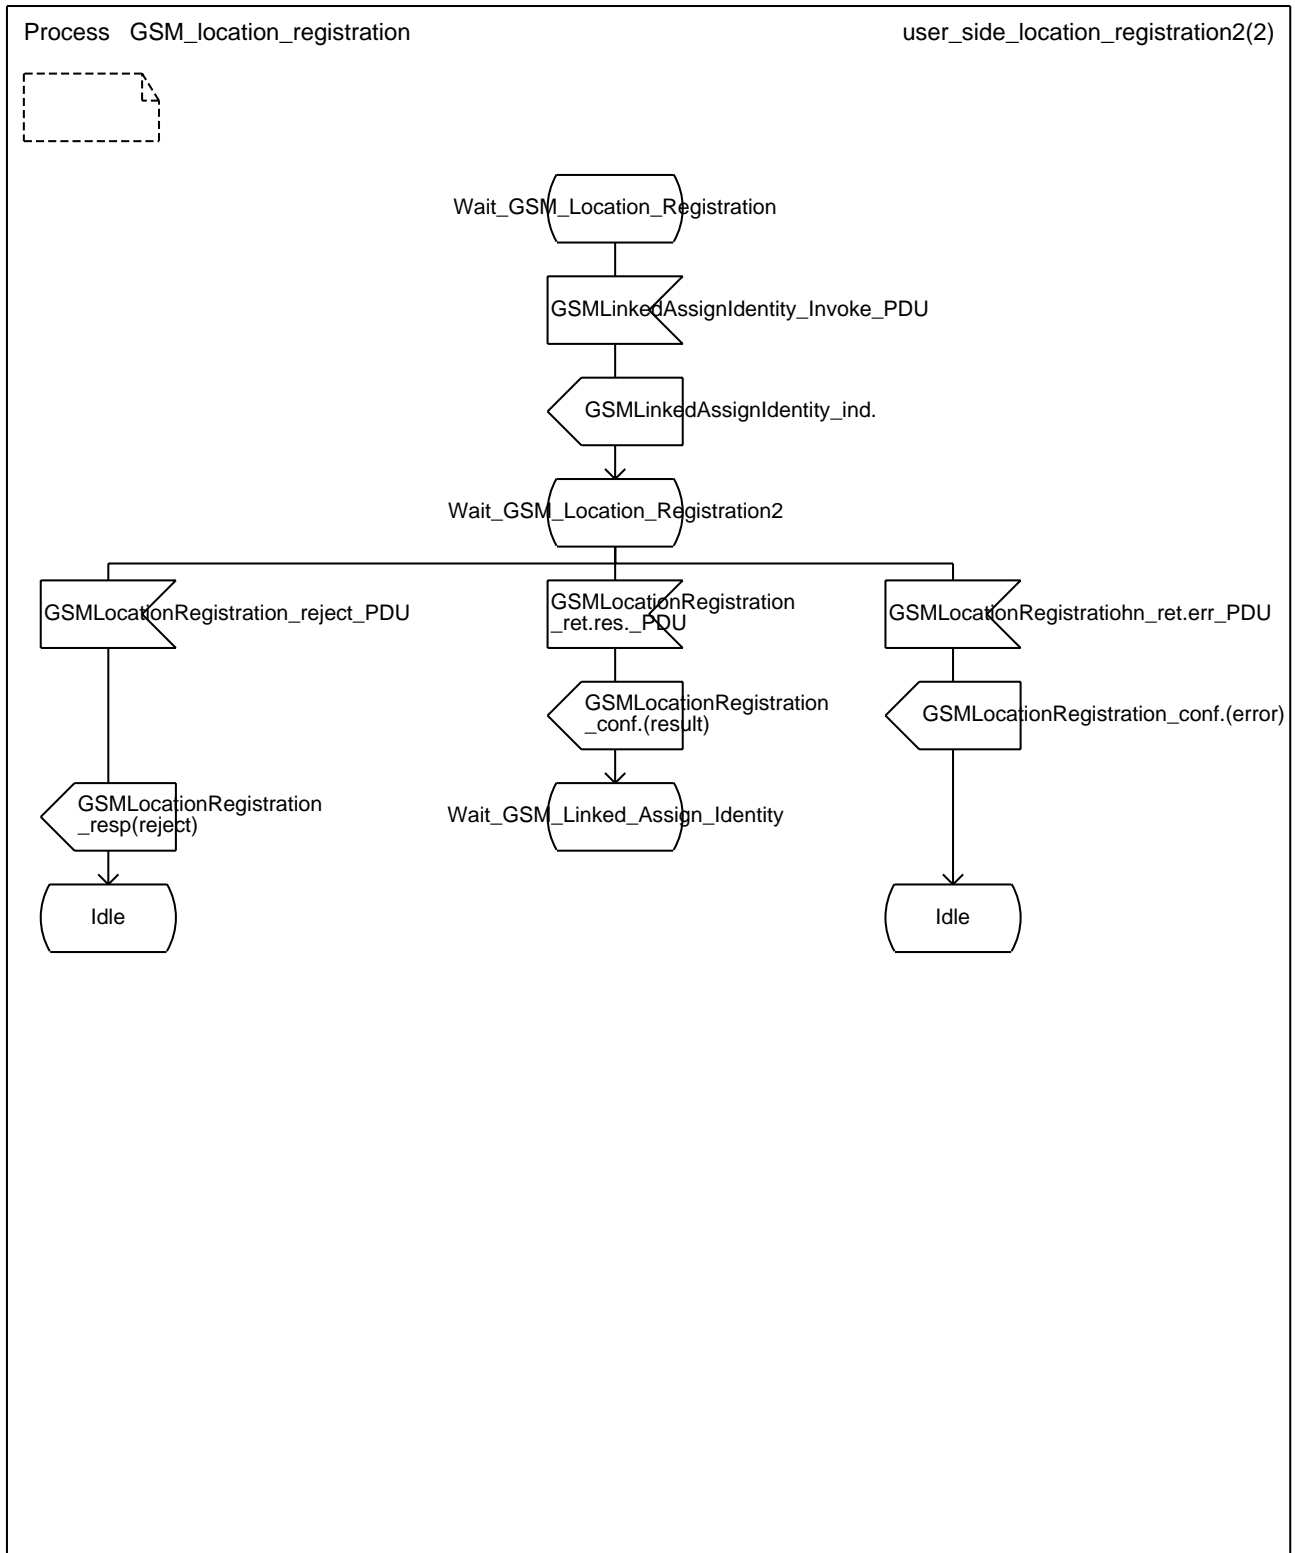 Process GSM_location_registration
user_side_location_registration2(2)
Wait_GSM_Location_Registration
GSMLinkedAssignIdentity_Invoke_PDU
GSMLinkedAssignIdentity_ind.
Wait_GSM_Location_Registration2
GSMLocationRegistration_reject_PDU
GSMLocationRegistration
_ret.res._PDU
GSMLocationRegistratiohn_ret.err_PDU
GSMLocationRegistration
_conf.(result)
GSMLocationRegistration_conf.(error)
GSMLocationRegistration
_resp(reject)
Wait_GSM_Linked_Assign_Identity
Idle
Idle